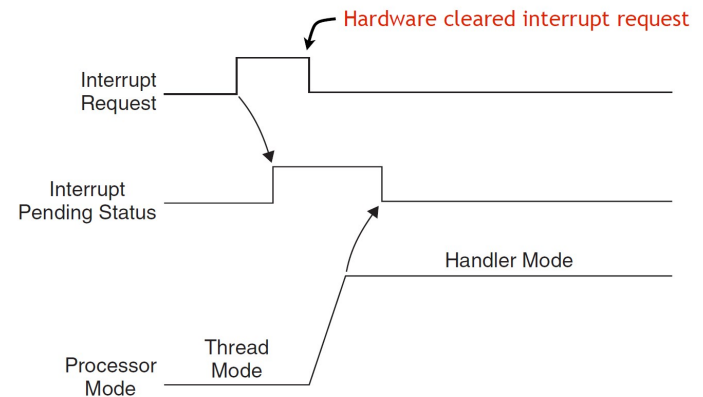 Hardware cleared interrupt request
Interrupt
Request
Interrupt
Pending Status
Handler Mode
Thread
Mode
Processor
Mode